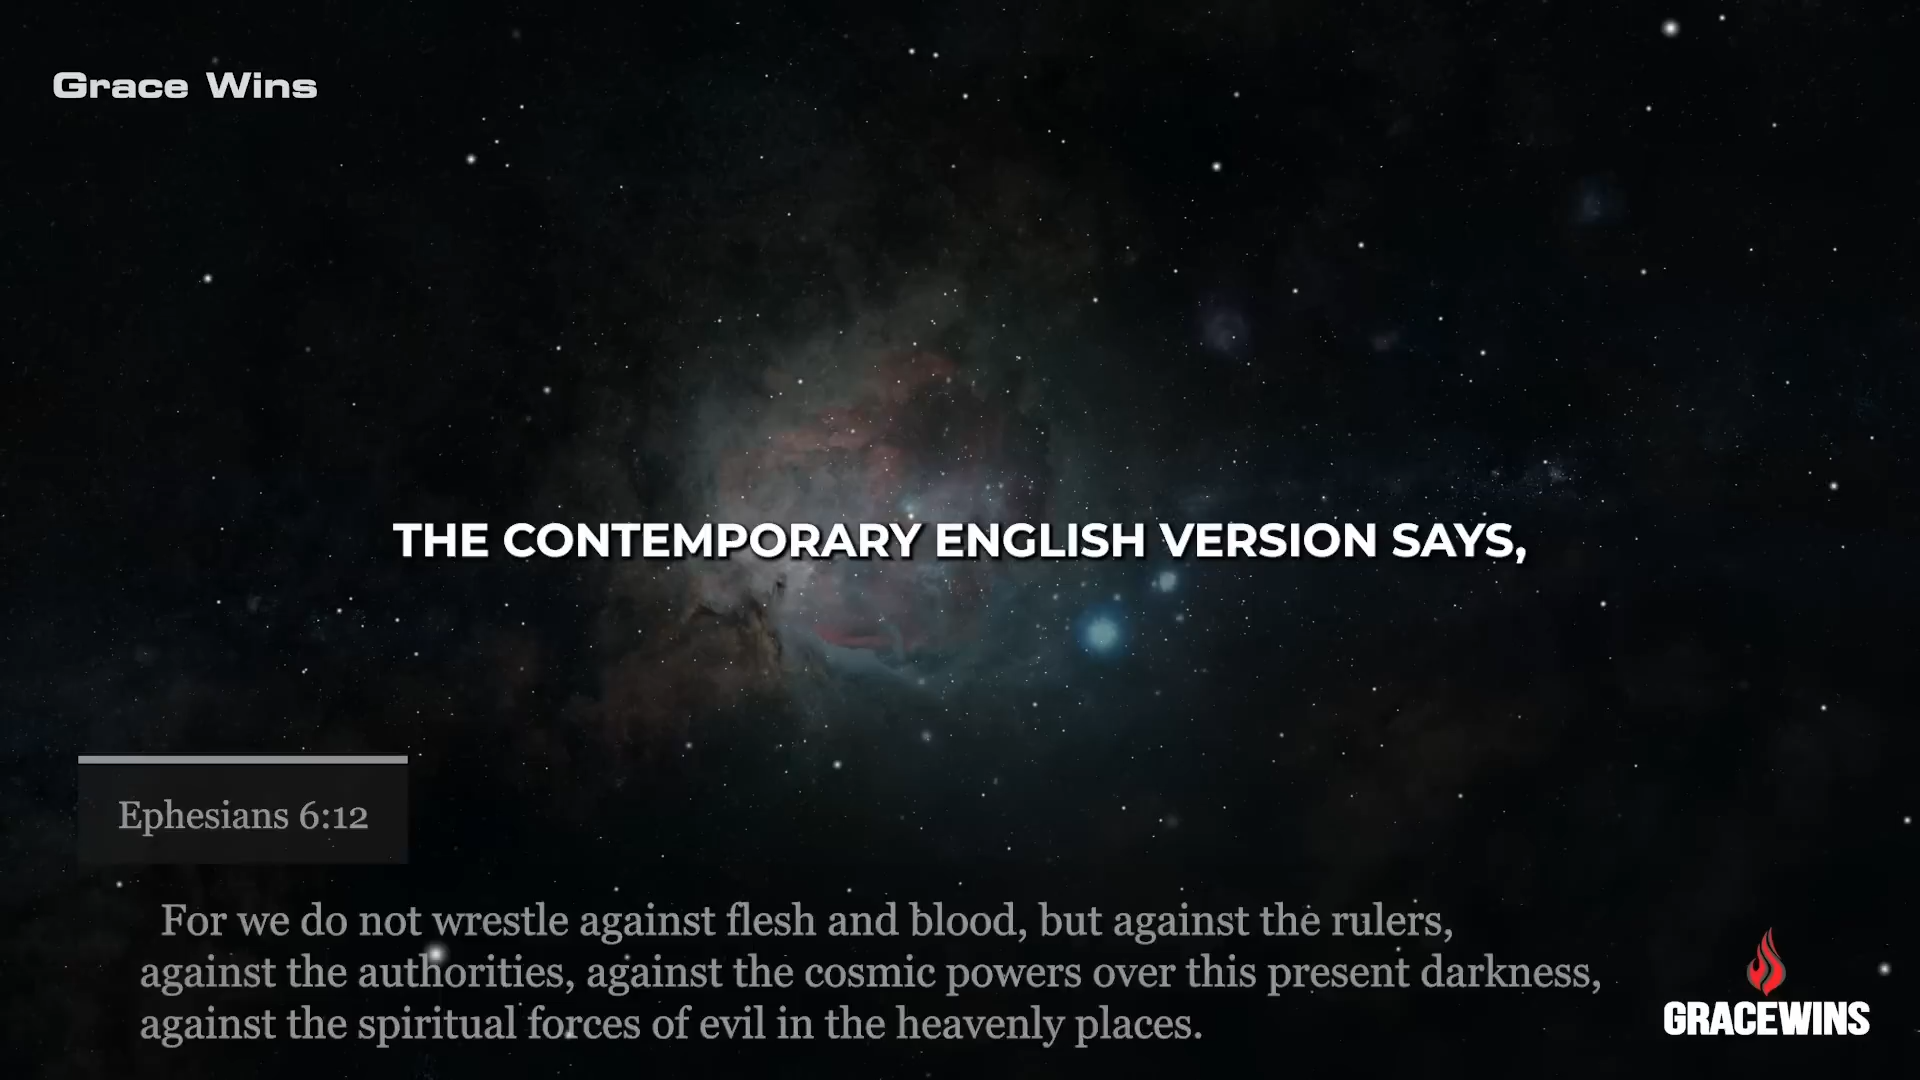 Grace Wins
THE CONTEMPORARY ENGLISH VERSION SAYS,
Ephesians 6:12
For we do not wrestle against flesh and blood, but against the rulers,
against the authorities, against the cosmic powers over this present darkness,
against the spiritual forces of evil in the heavenly places.
GRACEWINS